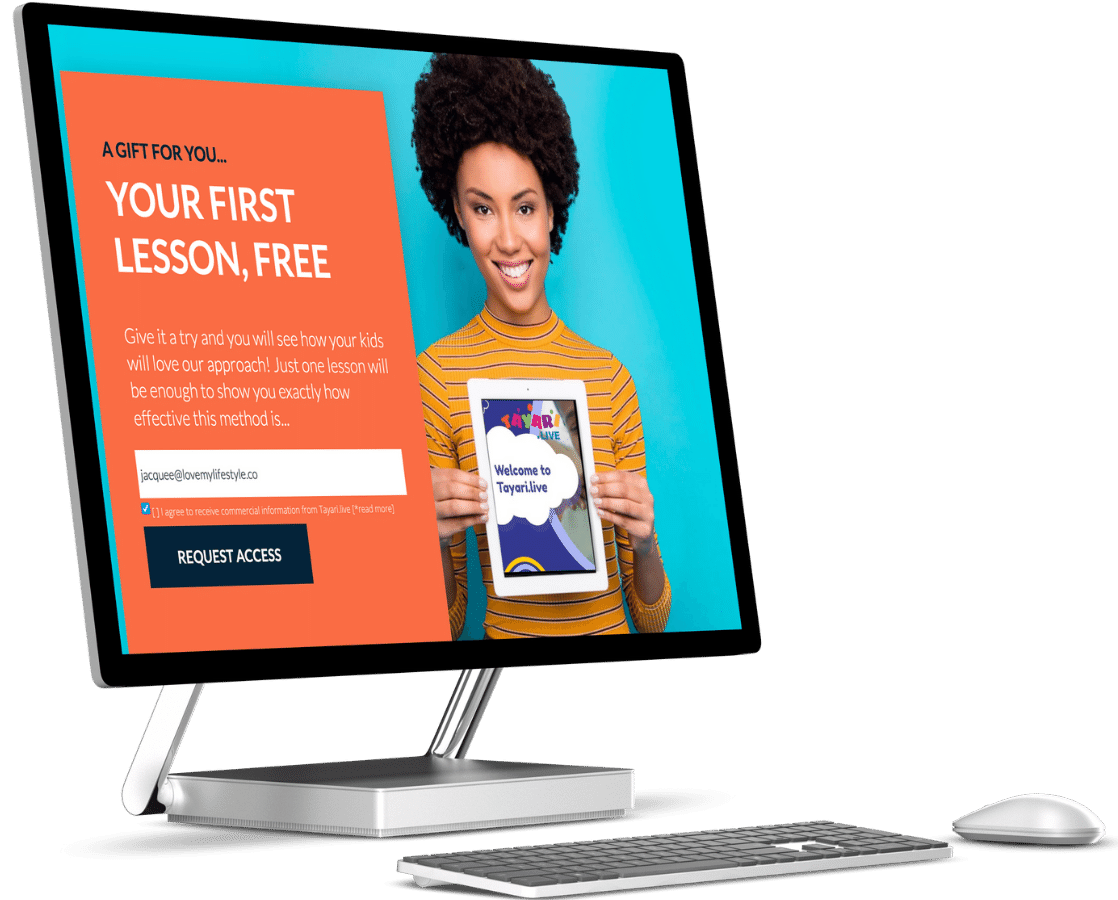 A GIFT FOR YOU...
YOUR FIRST
LESSON, FREE
Give it a try and you will see how your kids
will love our approach! Just one lesson will
be enough to show you exactly how
effective this method is...
jacquee@lovemylifestyle.co
[ ] I agree to receive commercial information from Tayari.live [*read more]
REQUEST ACCESS
TAYARI
.LIVE
Welcome to
Tayari.live